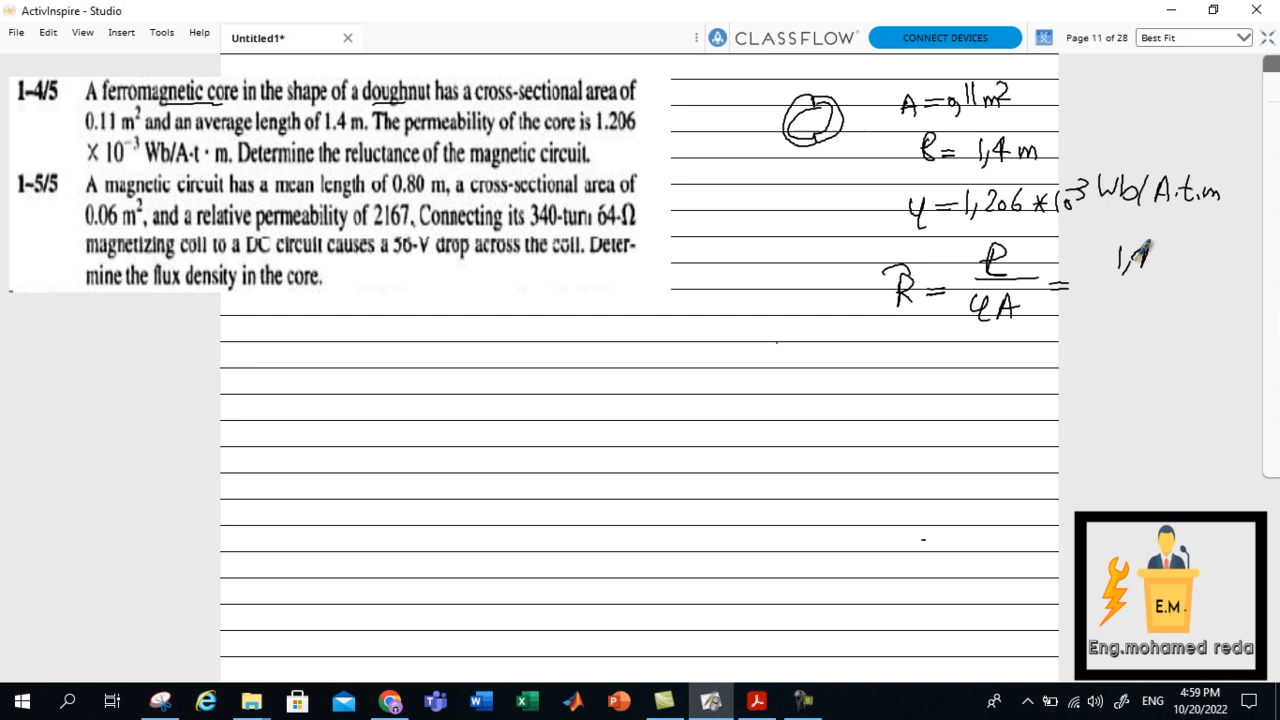 ActivInspire - Studio
File Edit View Insert Tools Help
Untitled1*
CLASSFLOW
CONNECT DEVICES
Page 11 of 28
Best Fit
1–4/5 A ferromagnetic core in the shape of a doughnut has a cross-sectional area of
0.11 m² and an average length of 1.4 m. The permeability of the core is 1.206
× 10⁻³ Wb/A-t · m. Determine the reluctance of the magnetic circuit.
1–5/5 A magnetic circuit has a mean length of 0.80 m, a cross-sectional area of
0.06 m², and a relative permeability of 2167. Connecting its 340-turn 64-Ω
magnetizing coil to a DC circuit causes a 56-V drop across the coil. Deter-
mine the flux density in the core.
A = 0,11 m²
ℓ = 1,4 m
μ = 1,206 * 10⁻³ Wb/A.t.m
R = ℓ / μA = 1,4
E.M.
Eng.mohamed reda
ENG
4:59 PM
10/20/2022